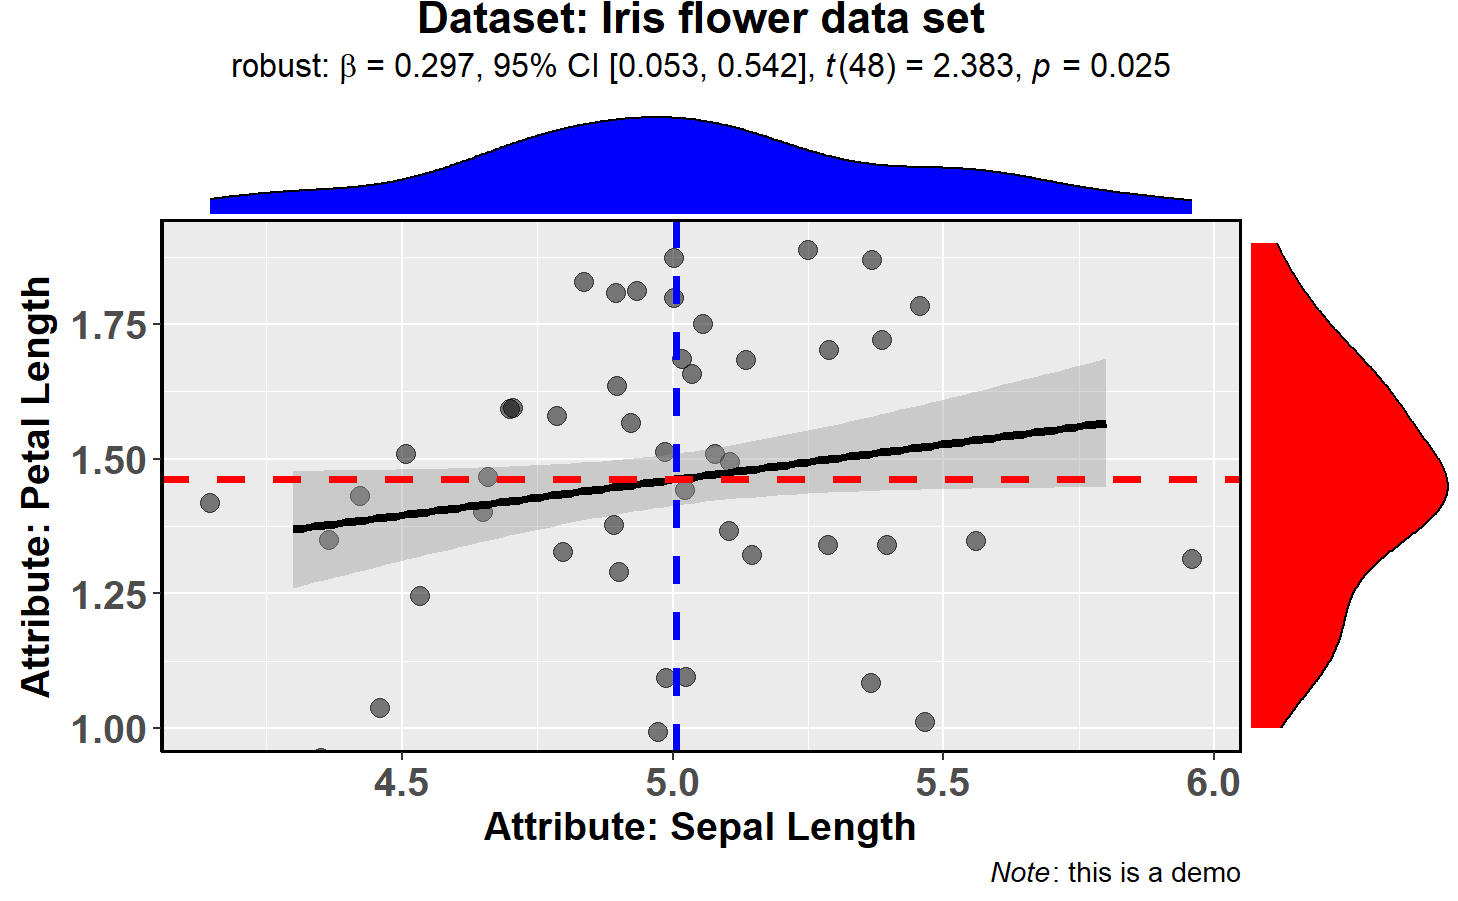 Dataset: Iris flower data set
robust: β = 0.297, 95% CI [0.053, 0.542], t(48) = 2.383, p = 0.025
Attribute: Petal Length
1.75
1.50
1.25
1.00
4.5 5.0 5.5 6.0
Attribute: Sepal Length
Note: this is a demo